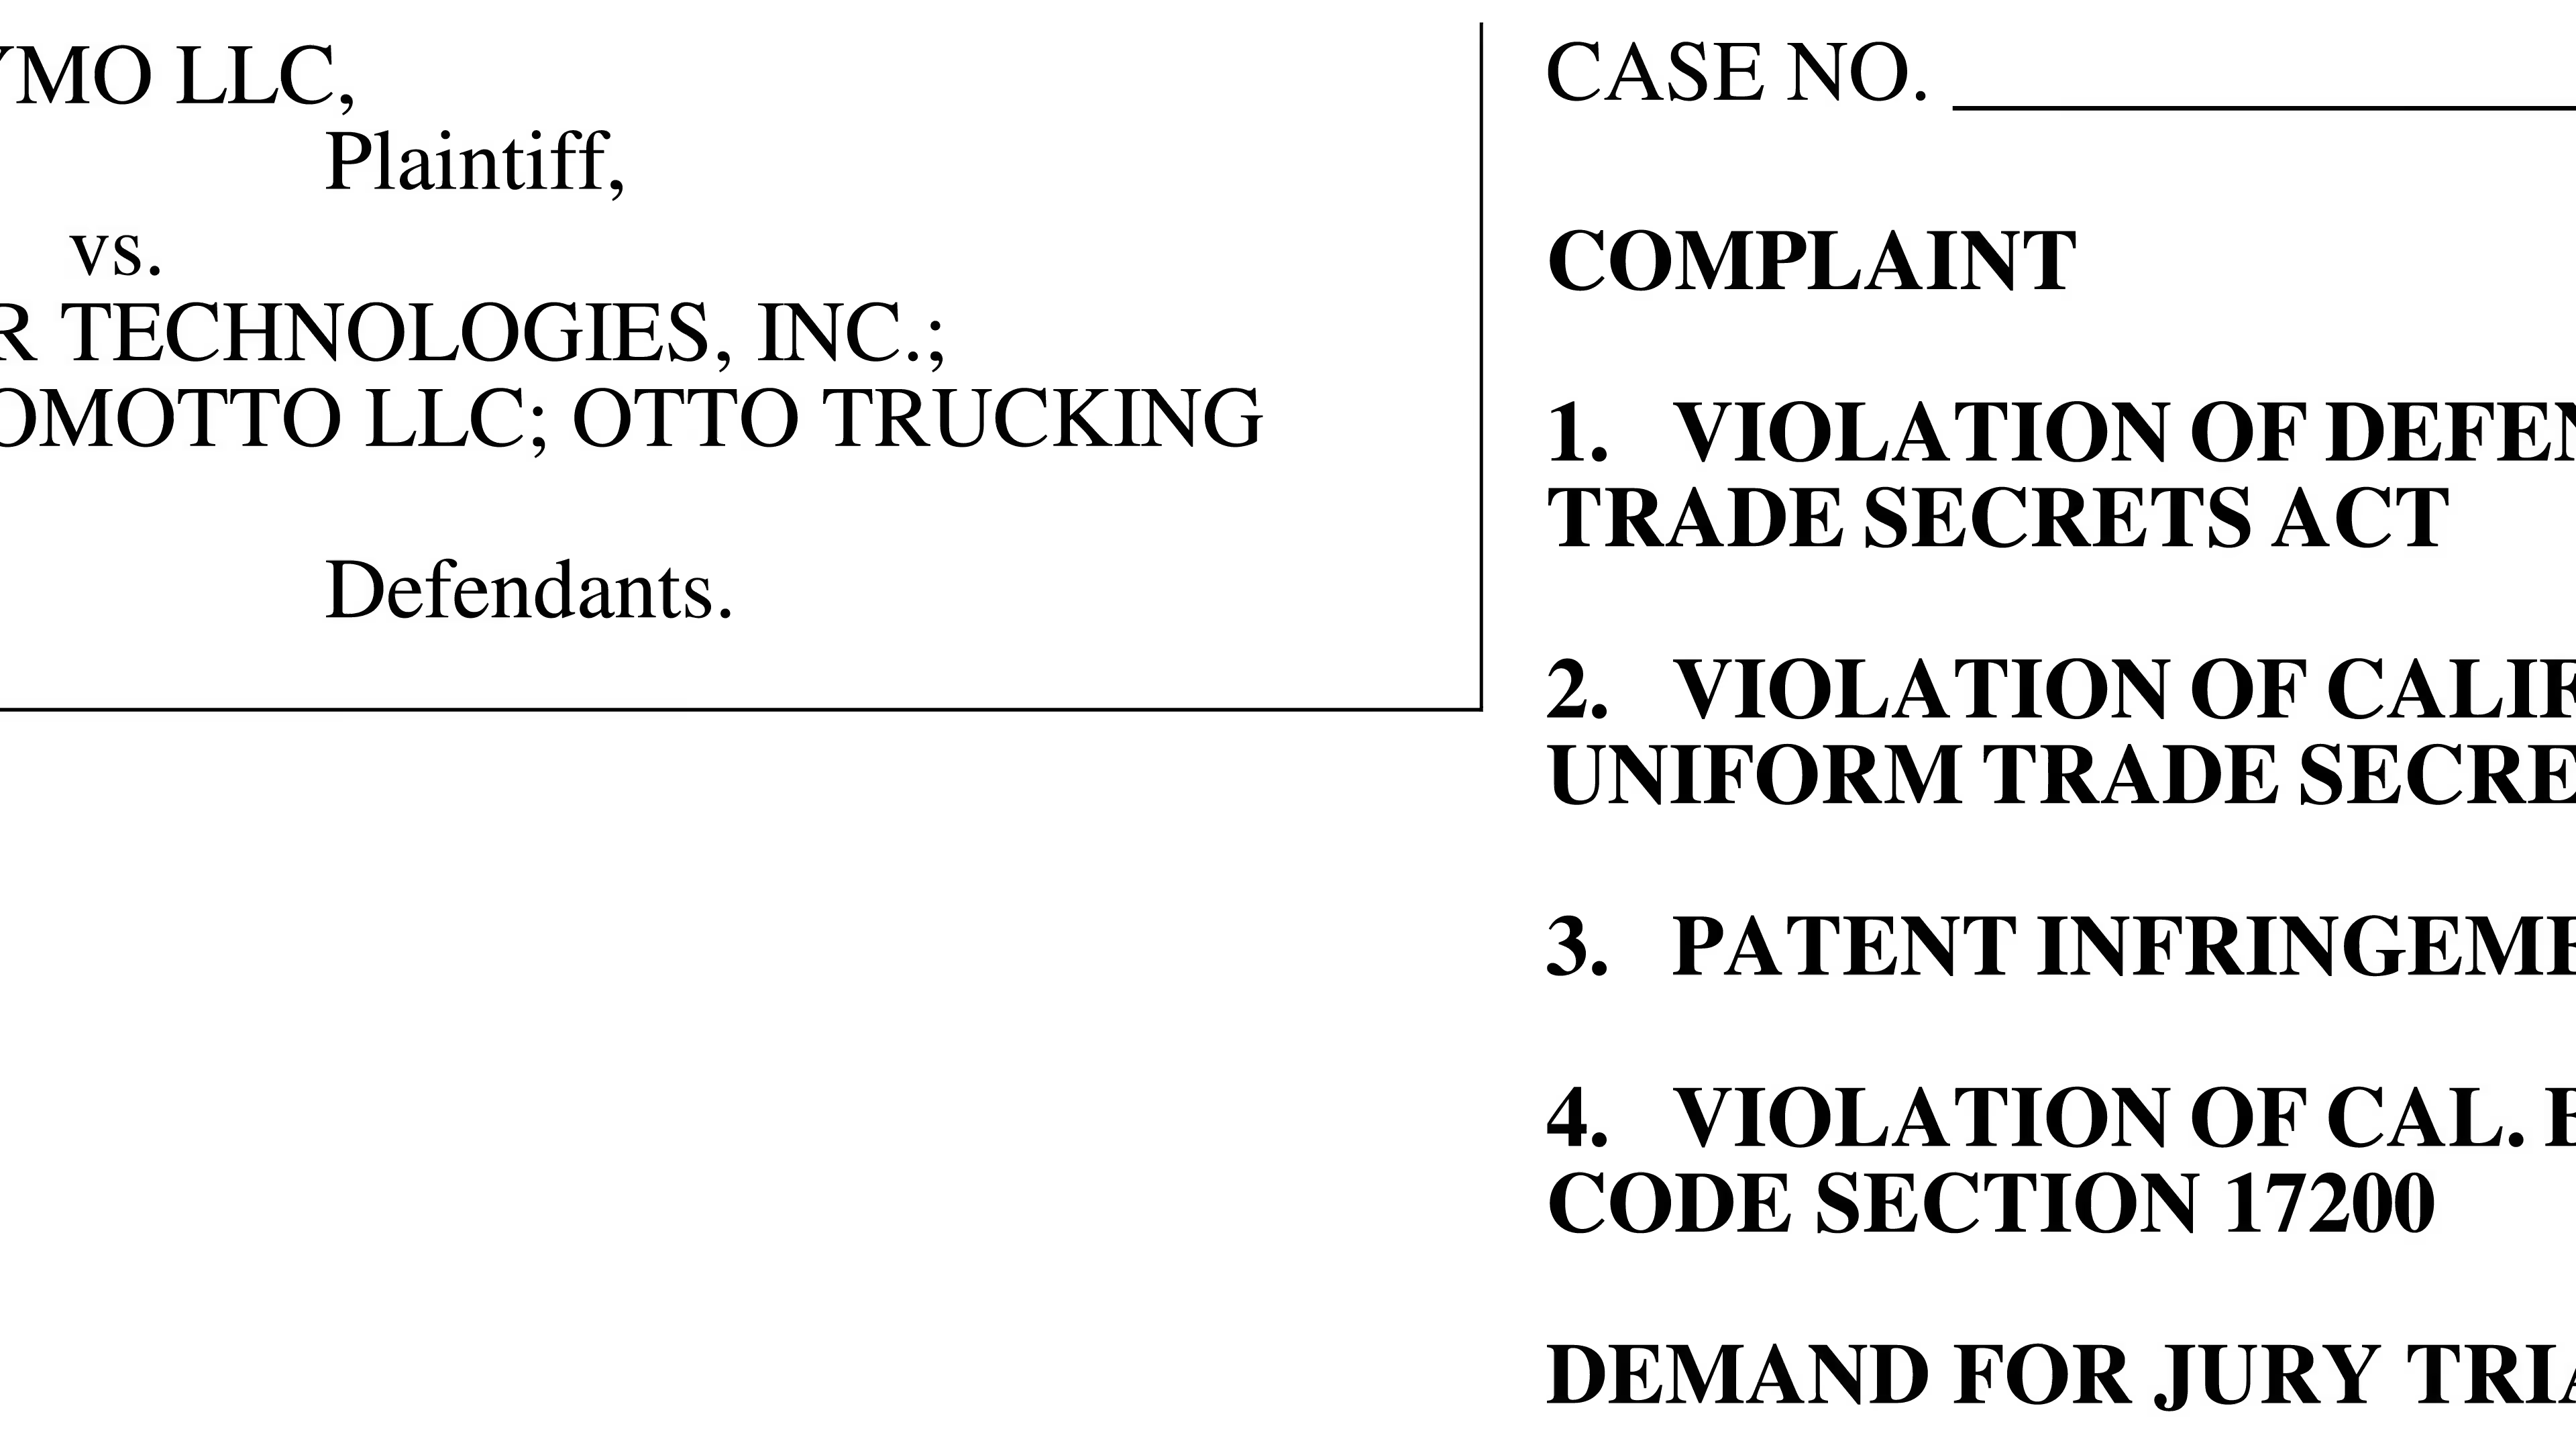 YMO LLC,
Plaintiff,
vs.
R TECHNOLOGIES, INC.;
OMOTTO LLC; OTTO TRUCKING
Defendants.
CASE NO.
COMPLAINT
1. VIOLATION OF DEFEN
TRADE SECRETS ACT
2. VIOLATION OF CALIF
UNIFORM TRADE SECRE
3. PATENT INFRINGEME
4. VIOLATION OF CAL.
CODE SECTION 17200
DEMAND FOR JURY TRIA